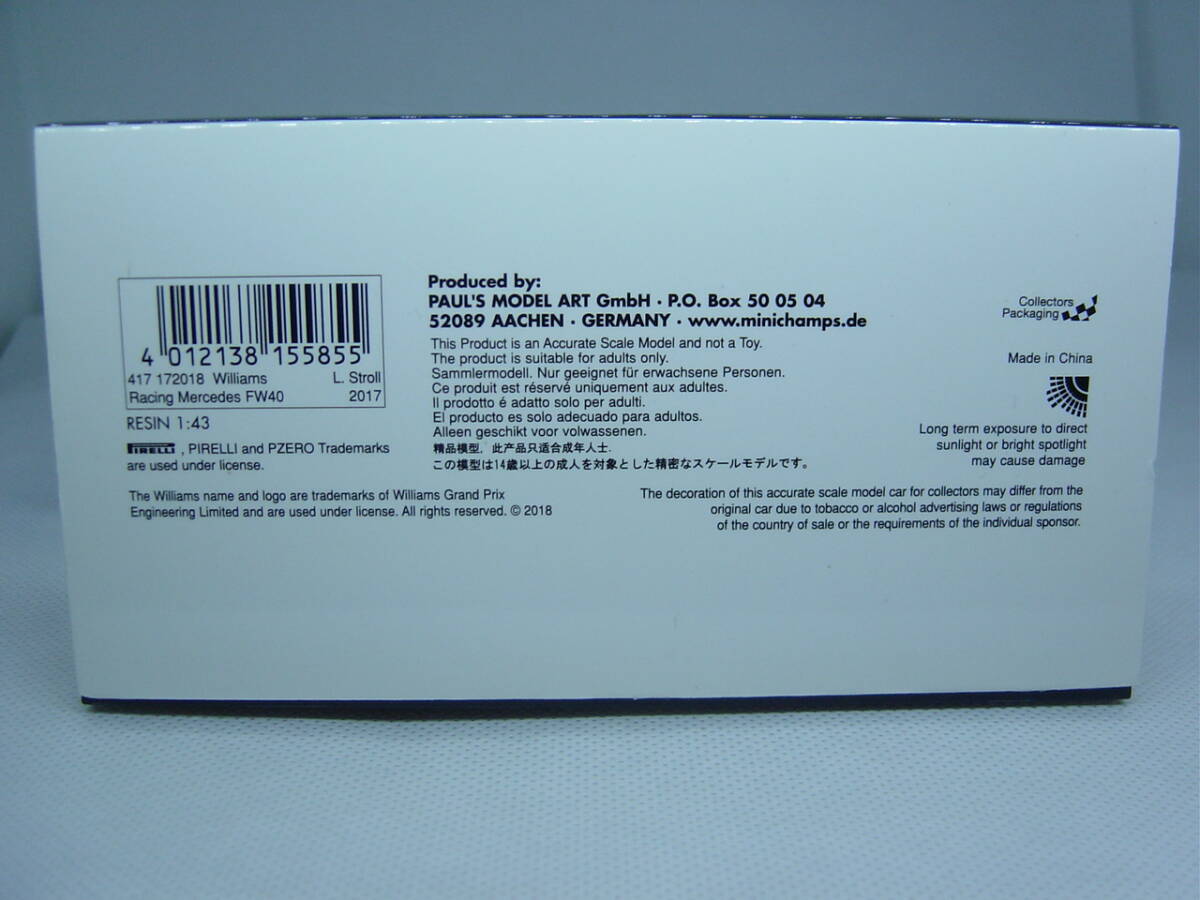 4 012138 155855
417 172018 Williams L. Stroll
Racing Mercedes FW40 2017
RESIN 1:43
PIRELLI, PIRELLI and PZERO Trademarks
are used under license.
The Williams name and logo are trademarks of Williams Grand Prix
Engineering Limited and are used under license. All rights reserved. © 2018
Produced by:
PAUL'S MODEL ART GmbH · P.O. Box 50 05 04
52089 AACHEN · GERMANY · www.minichamps.de
This Product is an Accurate Scale Model and not a Toy.
The product is suitable for adults only.
Sammlermodell. Nur geeignet für erwachsene Personen.
Ce produit est réservé uniquement aux adultes.
Il prodotto é adatto solo per adulti.
El producto es solo adecuado para adultos.
Alleen geschikt voor volwassenen.
精品模型，此产品只适合成年人士.
この模型は14歳以上の成人を対象とした精密なスケールモデルです。
Collectors
Packaging
Made in China
Long term exposure to direct
sunlight or bright spotlight
may cause damage
The decoration of this accurate scale model car for collectors may differ from the
original car due to tobacco or alcohol advertising laws or regulations
of the country of sale or the requirements of the individual sponsor.